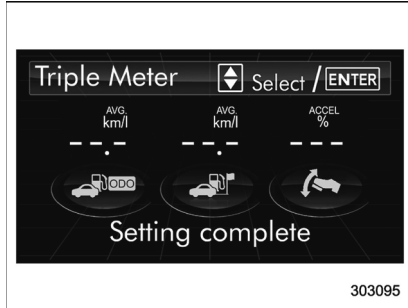 Triple Meter Select / ENTER
AVG. AVG. ACCEL
km/l km/l %
--.- --.- ---
ODO
Setting complete
303095